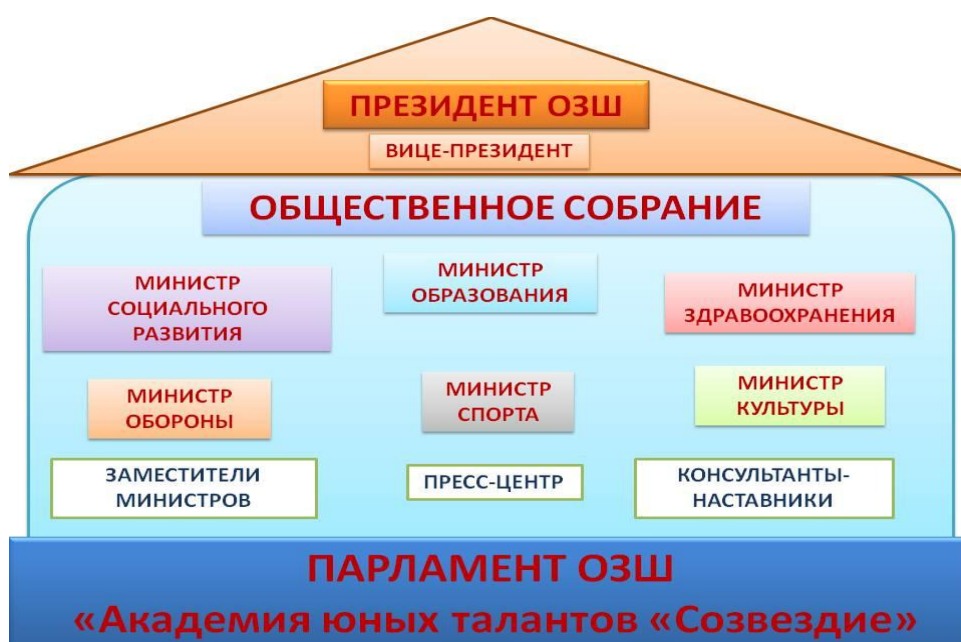 ПРЕЗИДЕНТ ОЗШ
ВИЦЕ-ПРЕЗИДЕНТ
ОБЩЕСТВЕННОЕ СОБРАНИЕ
МИНИСТР
СОЦИАЛЬНОГО
РАЗВИТИЯ
МИНИСТР
ОБРАЗОВАНИЯ
МИНИСТР
ЗДРАВООХРАНЕНИЯ
МИНИСТР
ОБОРОНЫ
МИНИСТР
СПОРТА
МИНИСТР
КУЛЬТУРЫ
ЗАМЕСТИТЕЛИ
МИНИСТРОВ
ПРЕСС-ЦЕНТР
КОНСУЛЬТАНТЫ-
НАСТАВНИКИ
ПАРЛАМЕНТ ОЗШ
«Академия юных талантов «Созвездие»